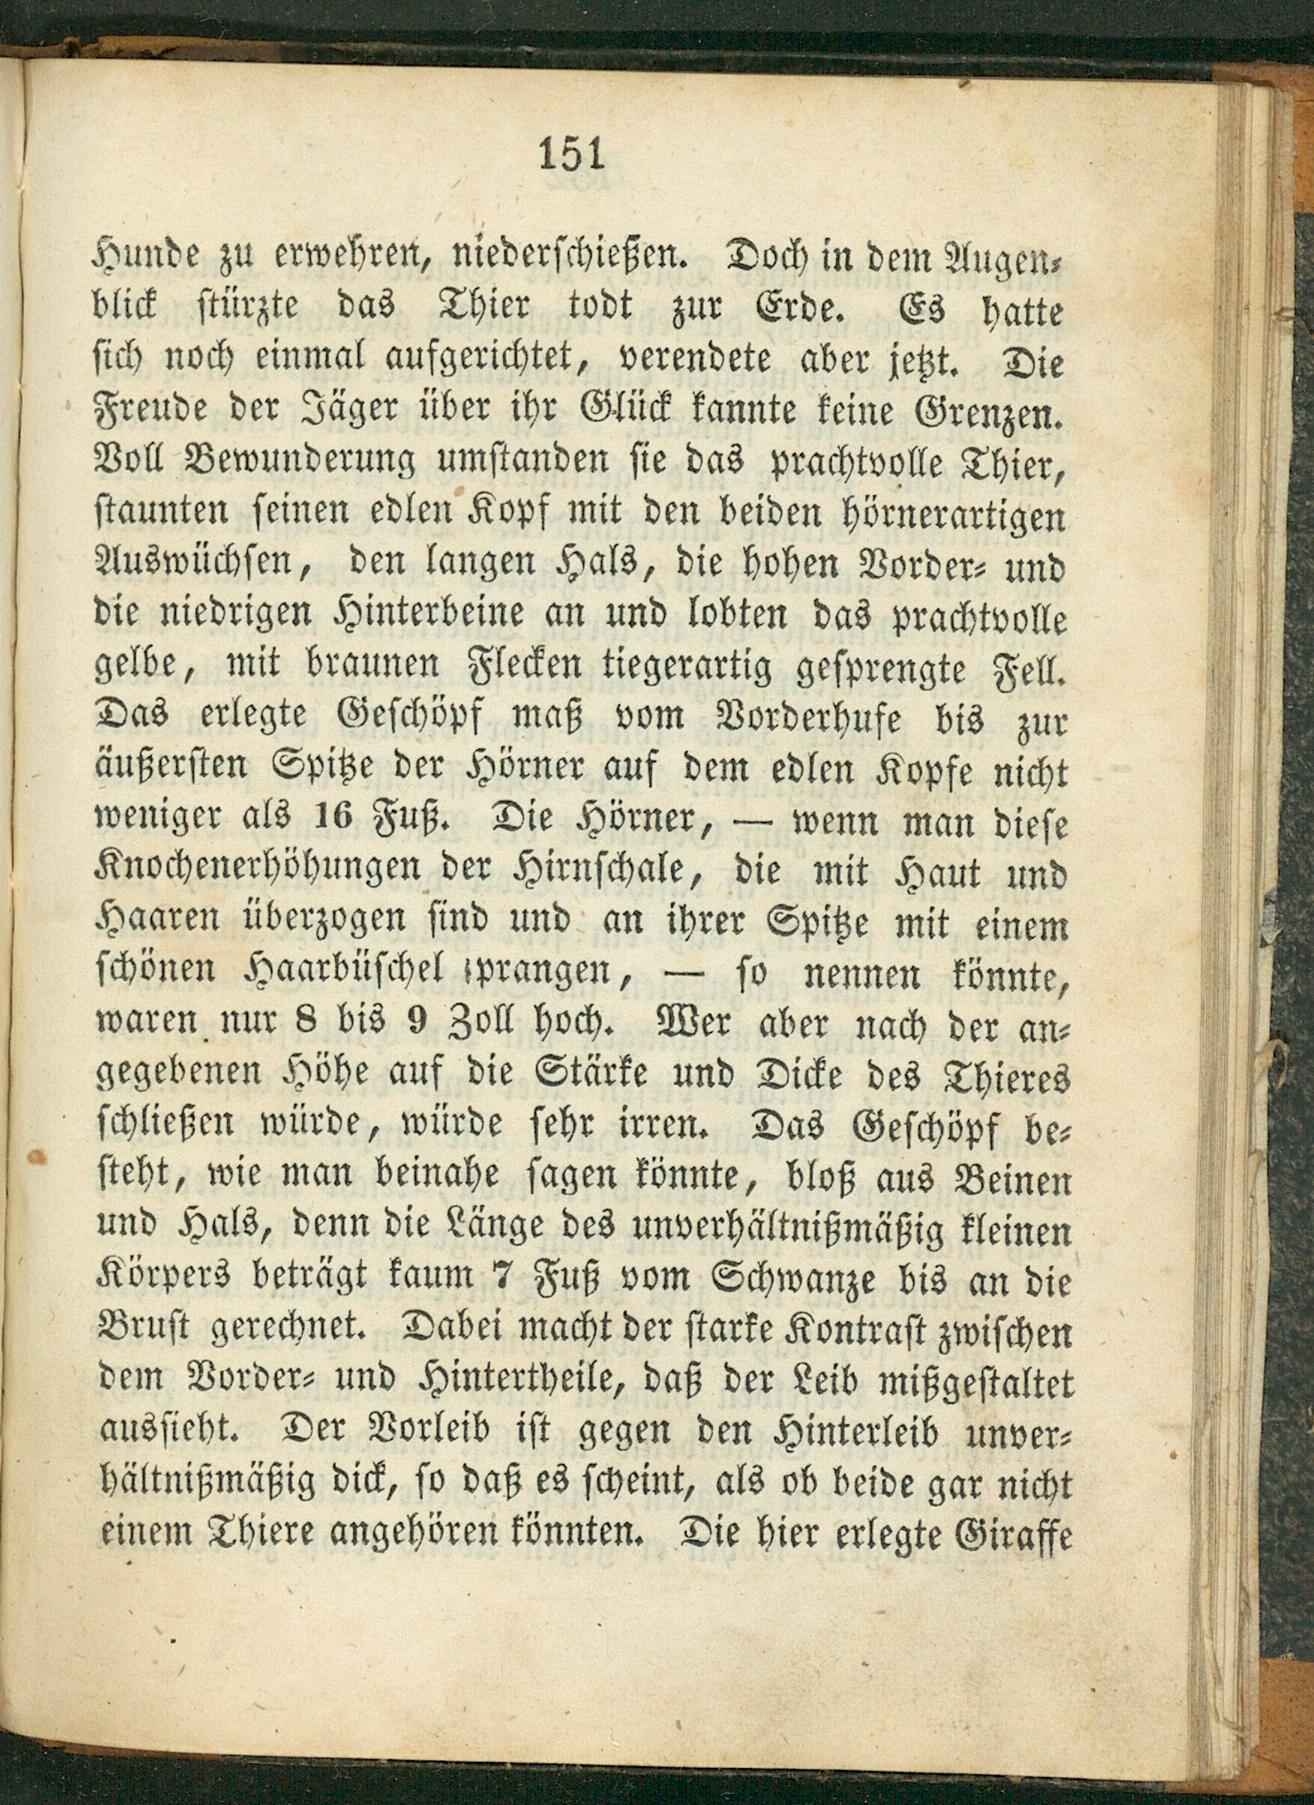 151
Hunde zu erwehren, niederschießen. Doch in dem Augen-
blick stürzte das Thier todt zur Erde. Es hatte
sich noch einmal aufgerichtet, verendete aber jetzt. Die
Freude der Jäger über ihr Glück kannte keine Grenzen.
Voll Bewunderung umstanden sie das prachtvolle Thier,
staunten seinen edlen Kopf mit den beiden hörnerartigen
Auswüchsen, den langen Hals, die hohen Vorder- und
die niedrigen Hinterbeine an und lobten das prachtvolle
gelbe, mit braunen Flecken tiegerartig gesprengte Fell.
Das erlegte Geschöpf maß vom Vorderhufe bis zur
äußersten Spitze der Hörner auf dem edlen Kopfe nicht
weniger als 16 Fuß. Die Hörner, — wenn man diese
Knochenerhöhungen der Hirnschale, die mit Haut und
Haaren überzogen sind und an ihrer Spitze mit einem
schönen Haarbüschel prangen, — so nennen könnte,
waren nur 8 bis 9 Zoll hoch. Wer aber nach der an-
gegebenen Höhe auf die Stärke und Dicke des Thieres
schließen würde, würde sehr irren. Das Geschöpf be-
steht, wie man beinahe sagen könnte, bloß aus Beinen
und Hals, denn die Länge des unverhältnißmäßig kleinen
Körpers beträgt kaum 7 Fuß vom Schwanze bis an die
Brust gerechnet. Dabei macht der starke Kontrast zwischen
dem Vorder- und Hintertheile, daß der Leib mißgestaltet
aussieht. Der Vorleib ist gegen den Hinterleib unver-
hältnißmäßig dick, so daß es scheint, als ob beide gar nicht
einem Thiere angehören könnten. Die hier erlegte Giraffe